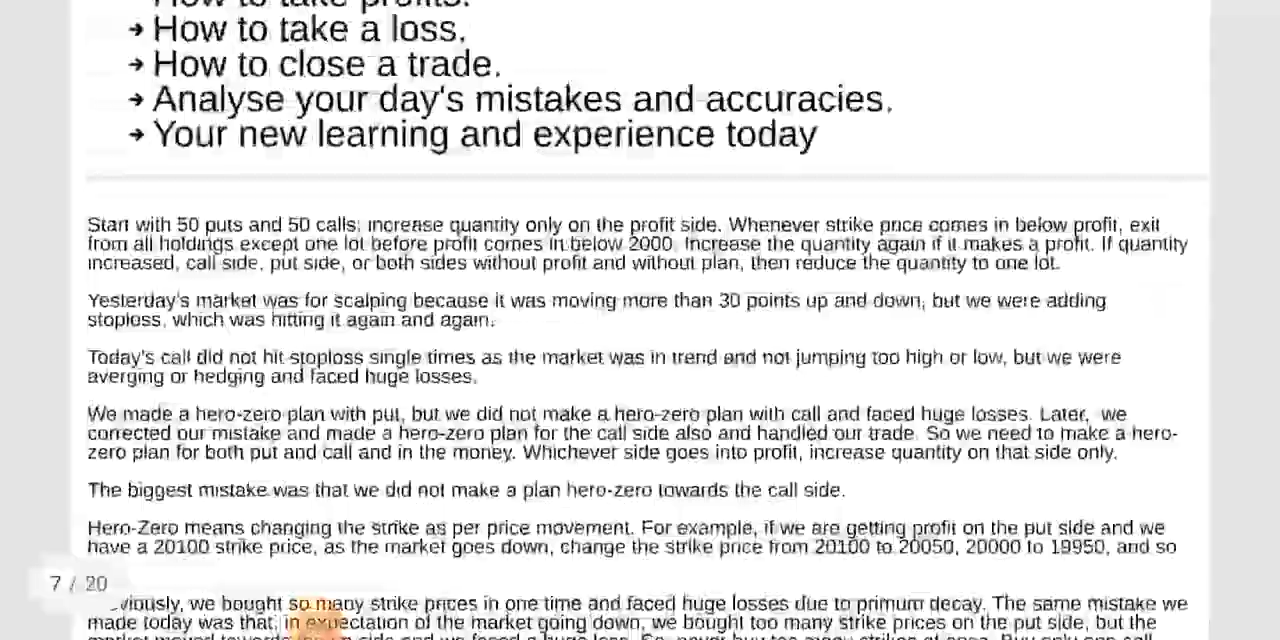 How to take profits.
→ How to take a loss.
→ How to close a trade.
→ Analyse your day's mistakes and accuracies.
→ Your new learning and experience today
Start with 50 puts and 50 calls; increase quantity only on the profit side. Whenever strike price comes in below profit, exit
from all holdings except one lot before profit comes in below 2000. Increase the quantity again if it makes a profit. If quantity
increased, call side, put side, or both sides without profit and without plan, then reduce the quantity to one lot.
Yesterday's market was for scalping because it was moving more than 30 points up and down, but we were adding
stoploss, which was hitting it again and again.
Today's call did not hit stoploss single times as the market was in trend and not jumping too high or low, but we were
averging or hedging and faced huge losses.
We made a hero-zero plan with put, but we did not make a hero-zero plan with call and faced huge losses. Later, we
corrected our mistake and made a hero-zero plan for the call side also and handled our trade. So we need to make a hero-
zero plan for both put and call and in the money. Whichever side goes into profit, increase quantity on that side only.
The biggest mistake was that we did not make a plan hero-zero towards the call side.
Hero-Zero means changing the strike as per price movement. For example, if we are getting profit on the put side and we
have a 20100 strike price, as the market goes down, change the strike price from 20100 to 20050, 20000 to 19950, and so
7 / 20
viously, we bought so many strike prices in one time and faced huge losses due to primum decay. The same mistake we
made today was that, in expectation of the market going down, we bought too many strike prices on the put side, but the